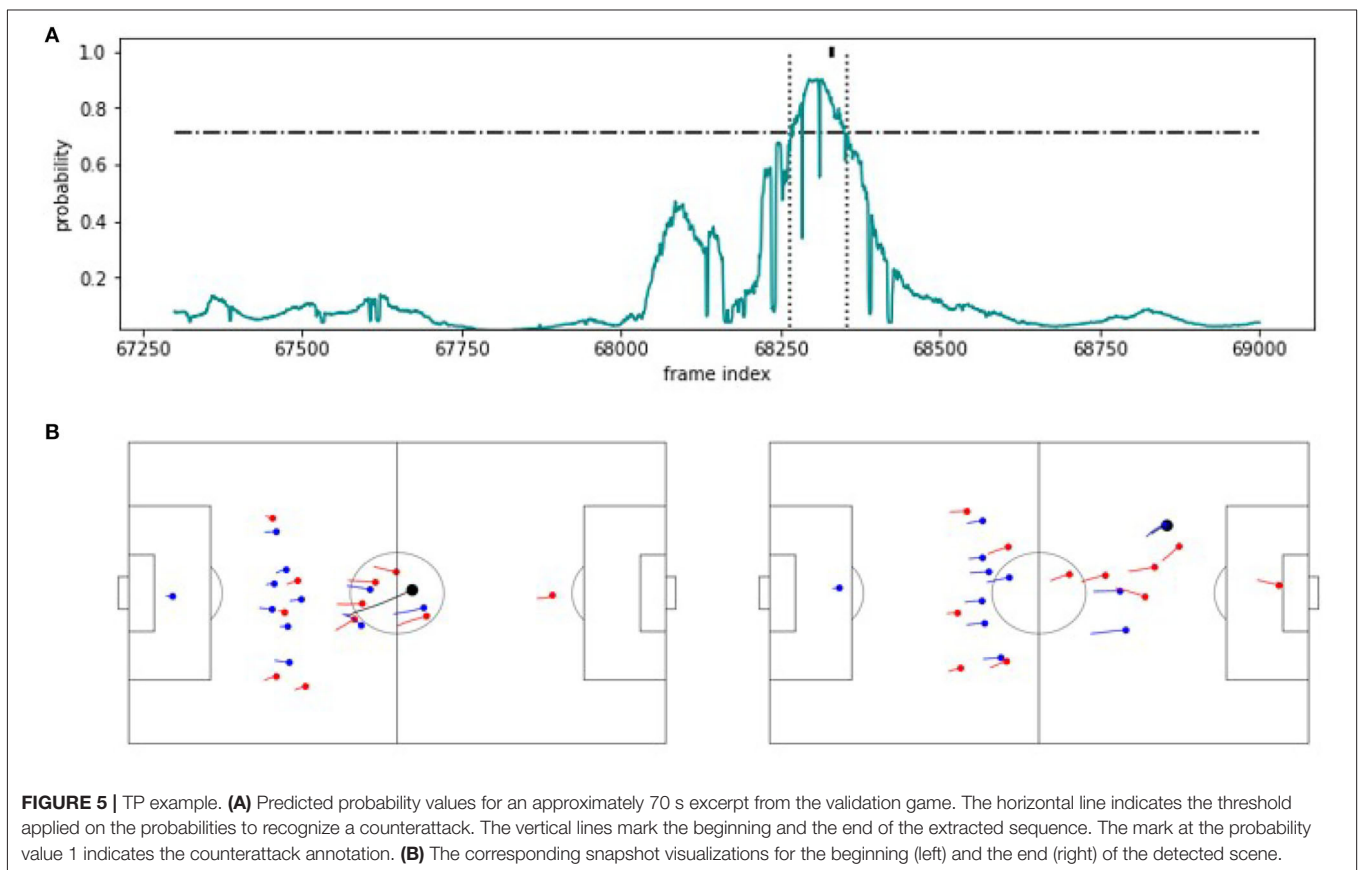 A
1.0
0.8
0.6
0.4
0.2
probability
67250 67500 67750 68000 68250 68500 68750 69000
frame index
B
FIGURE 5 | TP example. (A) Predicted probability values for an approximately 70 s excerpt from the validation game. The horizontal line indicates the threshold
applied on the probabilities to recognize a counterattack. The vertical lines mark the beginning and the end of the extracted sequence. The mark at the probability
value 1 indicates the counterattack annotation. (B) The corresponding snapshot visualizations for the beginning (left) and the end (right) of the detected scene.